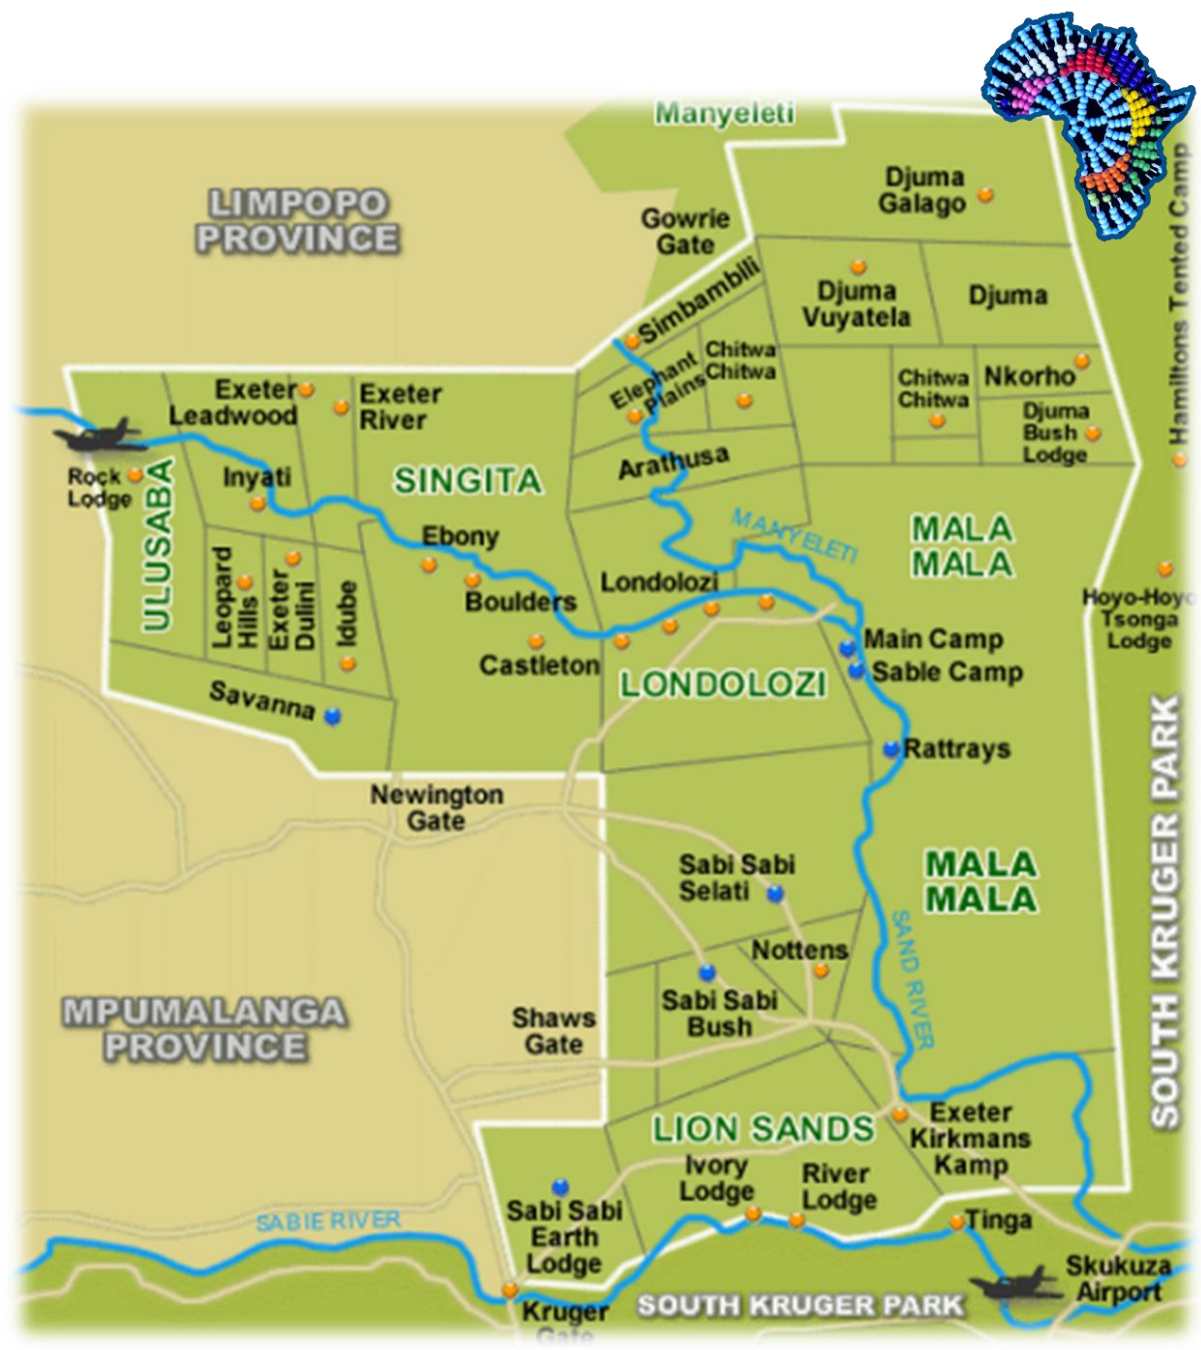 Manyeleti
LIMPOPO
PROVINCE
Gowrie
Gate
Djuma
Galago
Hamiltons Tented Camp
Simbambili
Djuma
Vuyatela
Djuma
Elephant
Plains
Chitwa
Chitwa
Chitwa
Chitwa
Nkorho
Djuma
Bush
Lodge
Exeter
Leadwood
Exeter
River
Rock
Lodge
ULUSABA
Inyati
SINGITA
Arathusa
MANYELETI
MALA
MALA
Ebony
Boulders
Leopard
Hills
Exeter
Dulini
Idube
Londolozi
Hoyo-Hoyo
Tsonga
Lodge
Castleton
LONDOLOZI
Main Camp
Sable Camp
Savanna
Rattrays
Newington
Gate
SOUTH KRUGER PARK
Sabi Sabi
Selati
MALA
MALA
Nottens
SAND RIVER
Sabi Sabi
Bush
MPUMALANGA
PROVINCE
Shaws
Gate
LION SANDS
Exeter
Kirkmans
Kamp
Ivory
Lodge
River
Lodge
SABIE RIVER
Sabi Sabi
Earth
Lodge
Tinga
Skukuza
Airport
Kruger
Gate
SOUTH KRUGER PARK